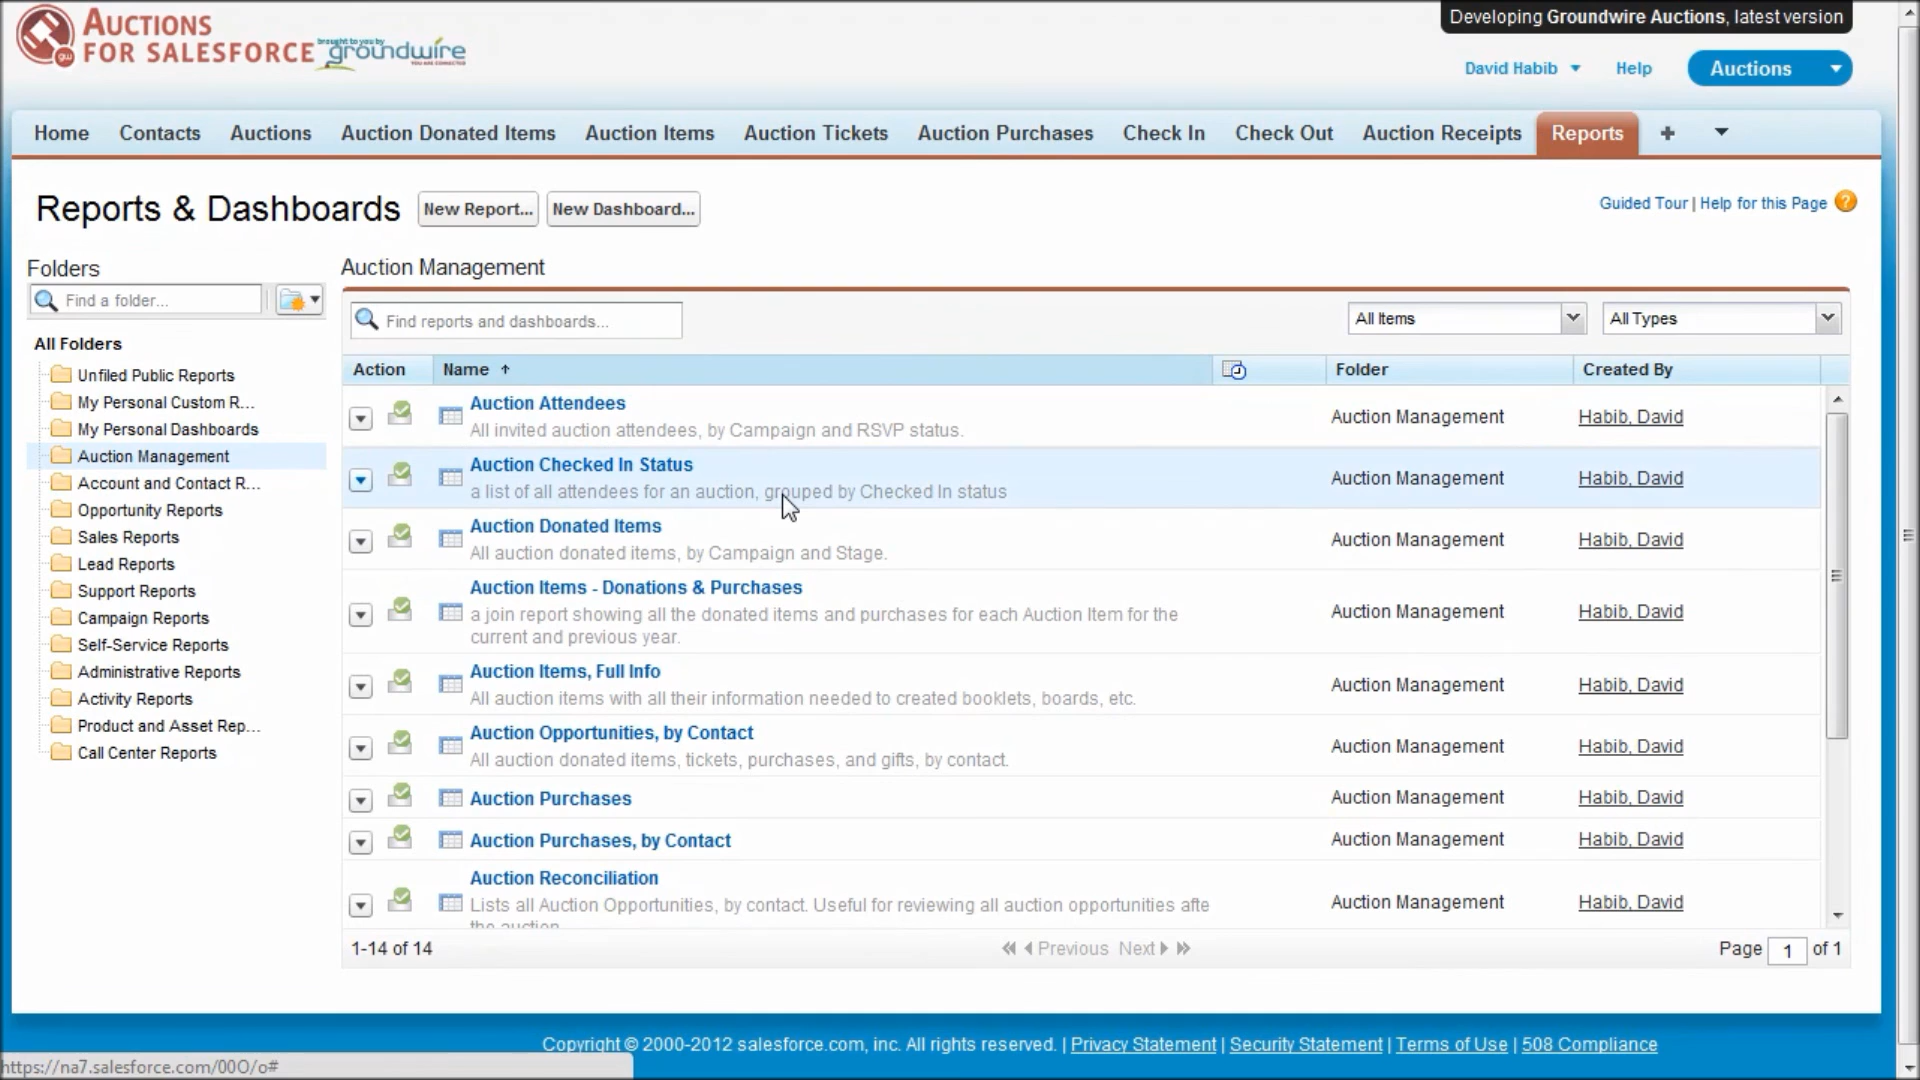 AUCTIONS
FOR SALESFORCE
brought to you by
groundwire
YOU ARE CONNECTED
Developing Groundwire Auctions, latest version
David Habib
Help
Auctions
Home
Contacts
Auctions
Auction Donated Items
Auction Items
Auction Tickets
Auction Purchases
Check In
Check Out
Auction Receipts
Reports
+
Reports & Dashboards
New Report...
New Dashboard...
Guided Tour | Help for this Page ?
Folders
Find a folder...
All Folders
Unfiled Public Reports
My Personal Custom R...
My Personal Dashboards
Auction Management
Account and Contact R...
Opportunity Reports
Sales Reports
Lead Reports
Support Reports
Campaign Reports
Self-Service Reports
Administrative Reports
Activity Reports
Product and Asset Rep...
Call Center Reports
Auction Management
Find reports and dashboards...
All Items
All Types
Action
Name ↑
Folder
Created By
Auction Attendees
All invited auction attendees, by Campaign and RSVP status.
Auction Management
Habib, David
Auction Checked In Status
a list of all attendees for an auction, grouped by Checked In status
Auction Management
Habib, David
Auction Donated Items
All auction donated items, by Campaign and Stage.
Auction Management
Habib, David
Auction Items - Donations & Purchases
a join report showing all the donated items and purchases for each Auction Item for the
current and previous year.
Auction Management
Habib, David
Auction Items, Full Info
All auction items with all their information needed to created booklets, boards, etc.
Auction Management
Habib, David
Auction Opportunities, by Contact
All auction donated items, tickets, purchases, and gifts, by contact.
Auction Management
Habib, David
Auction Purchases
Auction Management
Habib, David
Auction Purchases, by Contact
Auction Management
Habib, David
Auction Reconciliation
Lists all Auction Opportunities, by contact. Useful for reviewing all auction opportunities afte
the auction.
Auction Management
Habib, David
1-14 of 14
Previous Next
Page 1 of 1
Copyright © 2000-2012 salesforce.com, inc. All rights reserved. | Privacy Statement | Security Statement | Terms of Use | 508 Compliance
https://na7.salesforce.com/00O/o#